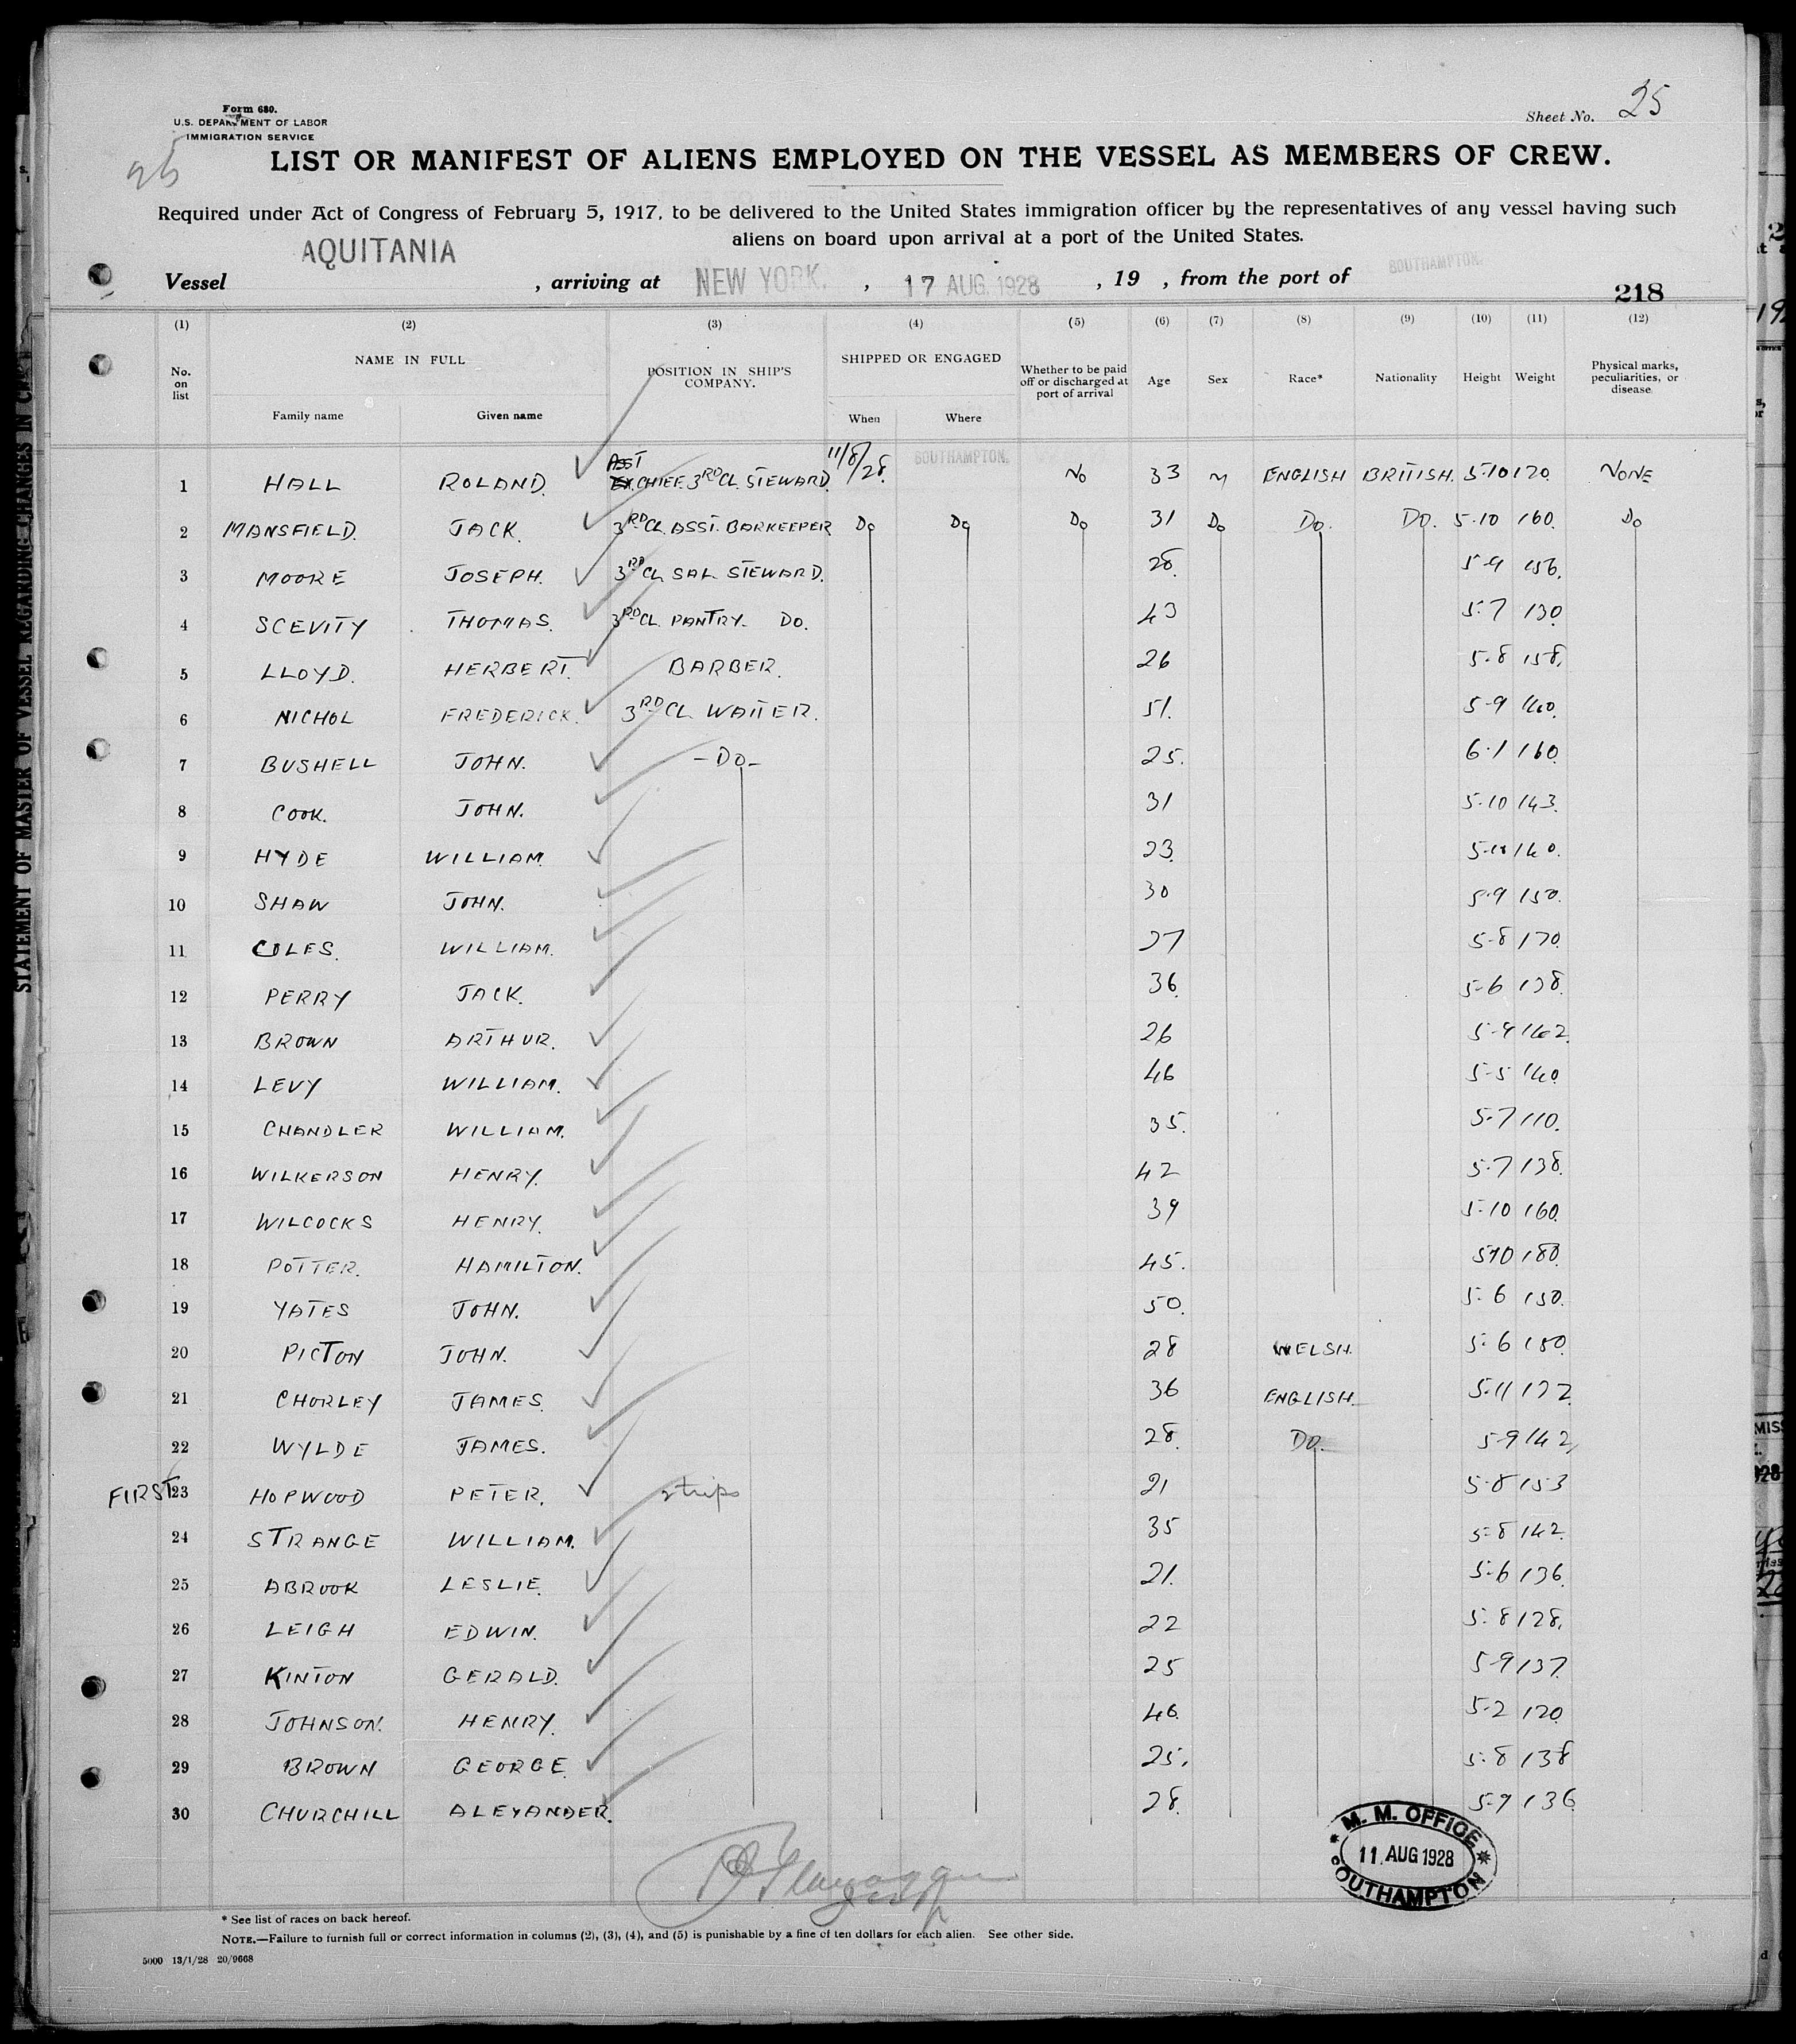 Form 680.
U.S. DEPARTMENT OF LABOR
IMMIGRATION SERVICE
Sheet No. 25
25
LIST OR MANIFEST OF ALIENS EMPLOYED ON THE VESSEL AS MEMBERS OF CREW.
Required under Act of Congress of February 5, 1917, to be delivered to the United States immigration officer by the representatives of any vessel having such
aliens on board upon arrival at a port of the United States.
Vessel AQUITANIA , arriving at NEW YORK. , 17 AUG. 1928 , 19 , from the port of SOUTHAMPTON.
218
(1) (2) (3) (4) (5) (6) (7) (8) (9) (10) (11) (12)
No. on list NAME IN FULL Family name Given name POSITION IN SHIP'S COMPANY. SHIPPED OR ENGAGED When Where Whether to be paid off or discharged at port of arrival Age Sex Race* Nationality Height Weight Physical marks, peculiarities, or disease.
1 HALL ROLAND. ASST CHIEF 3RD CL. STEWARD. 11/8/28. SOUTHAMPTON. NO 33 M ENGLISH BRITISH. 5-10 170. NONE
2 MANSFIELD. JACK. 3RD CL. ASST. BARKEEPER Do Do Do 31 Do Do. Do. 5-10 160. Do
3 MOORE JOSEPH. 3RD CL SAL STEWARD. 28. 5-9 156.
4 SCEVITY THOMAS. 3RD CL. PANTRY- DO. 43 5-7 130.
5 LLOYD. HERBERT. BARBER. 26 5-8 158.
6 NICHOL FREDERICK. 3RD CL WAITER. 51. 5-9 140.
7 BUSHELL JOHN. -Do- 25. 6-1 160.
8 COOK. JOHN. 31 5-10 143.
9 HYDE WILLIAM. 23. 5-10 140.
10 SHAW JOHN. 30 5-9 150.
11 COLES. WILLIAM. 27 5-8 170.
12 PERRY JACK. 36. 5-6 138.
13 BROWN ARTHUR. 26 5-9 162.
14 LEVY WILLIAM. 46 5-5 140.
15 CHANDLER WILLIAM. 35. 5-7 110.
16 WILKERSON HENRY. 42 5-7 138.
17 WILCOCKS HENRY. 39 5-10 160.
18 POTTER. HAMILTON. 45. 5-10 180.
19 YATES JOHN. 50. 5-6 150.
20 PICTON JOHN. 28 WELSH. 5-6 150.
21 CHORLEY JAMES. 36 ENGLISH. 5-11 172.
22 WYLDE JAMES. 28. Do. 5-9 142,
FIRST 23 HOPWOOD PETER. strips 21 5-8 153
24 STRANGE WILLIAM. 35 5-8 142.
25 ABROOK LESLIE. 21. 5-6 136.
26 LEIGH EDWIN. 22 5-8 128.
27 KINTON GERALD. 25 5-9 137.
28 JOHNSON. HENRY. 46. 5-2 120.
29 BROWN GEORGE. 25. 5-8 138
30 CHURCHILL ALEXANDER. 28. 5-9 136.
M. M. OFFICE
11. AUG 1928
SOUTHAMPTON
* See list of races on back hereof.
NOTE.—Failure to furnish full or correct information in columns (2), (3), (4), and (5) is punishable by a fine of ten dollars for each alien. See other side.
5000 13/1/28 20/9668
STATEMENT OF MASTER OF VESSEL REGARDING CHANGES IN